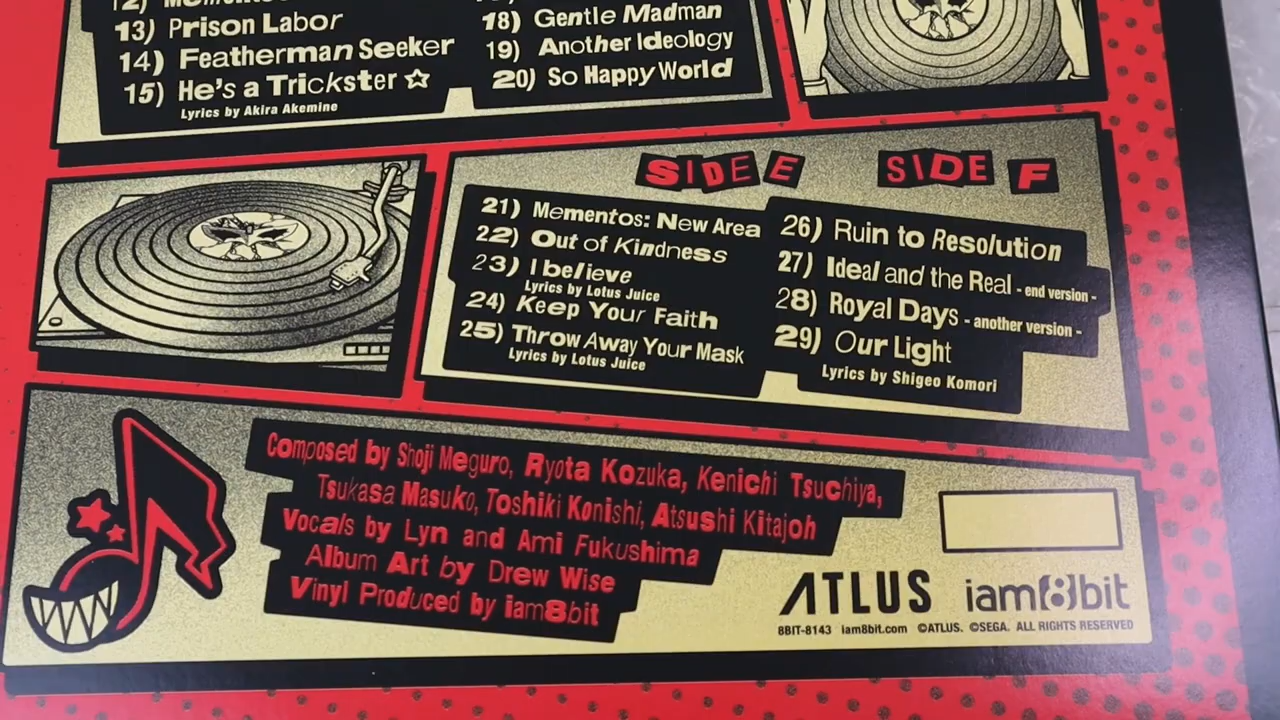 12) Mementos
13) Prison Labor
14) Featherman Seeker
15) He's a Trickster ☆
Lyrics by Akira Akemine
18) Gentle Madman
19) Another Ideology
20) So Happy World
SIDE E
21) Mementos: New Area
22) Out of Kindness
23) I believe
Lyrics by Lotus Juice
24) Keep Your Faith
25) Throw Away Your Mask
Lyrics by Lotus Juice
SIDE F
26) Ruin to Resolution
27) Ideal and the Real - end version -
28) Royal Days - another version -
29) Our Light
Lyrics by Shigeo Komori
Composed by Shoji Meguro, Ryota Kozuka, Kenichi Tsuchiya,
Tsukasa Masuko, Toshiki Konishi, Atsushi Kitajoh
Vocals by Lyn and Ami Fukushima
Album Art by Drew Wise
Vinyl Produced by iam8bit
ATLUS iam8bit
8BIT-8143 iam8bit.com ©ATLUS. ©SEGA. ALL RIGHTS RESERVED